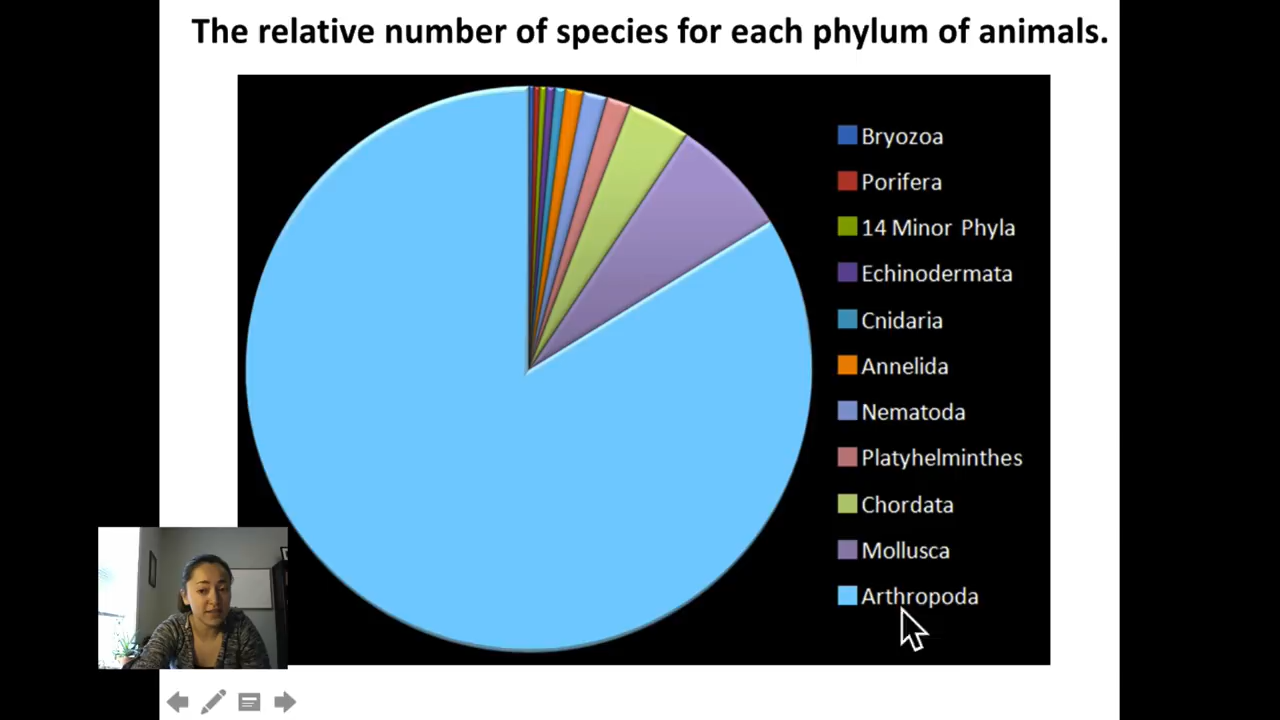 The relative number of species for each phylum of animals.
Bryozoa
Porifera
14 Minor Phyla
Echinodermata
Cnidaria
Annelida
Nematoda
Platyhelminthes
Chordata
Mollusca
Arthropoda